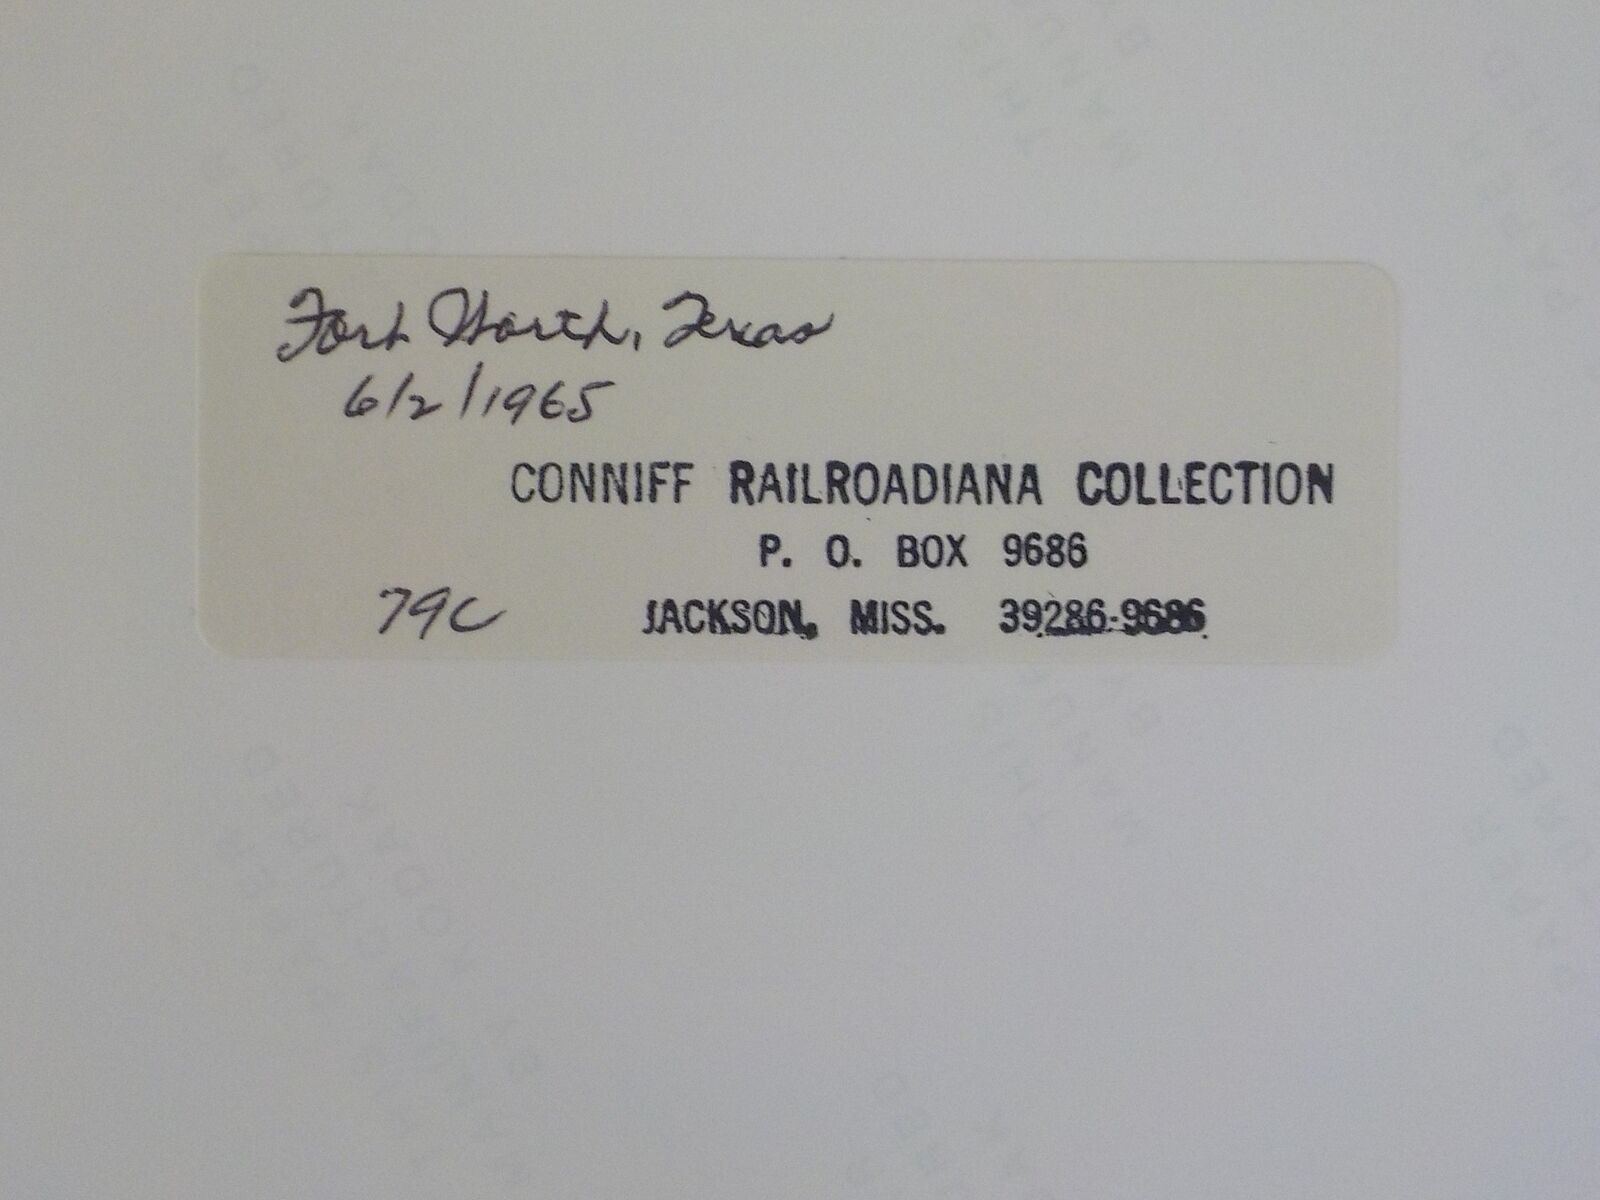 Fort Worth, Texas
6/2/1965
CONNIFF RAILROADIANA COLLECTION
P. O. BOX 9686
79C JACKSON, MISS. 39286-9686